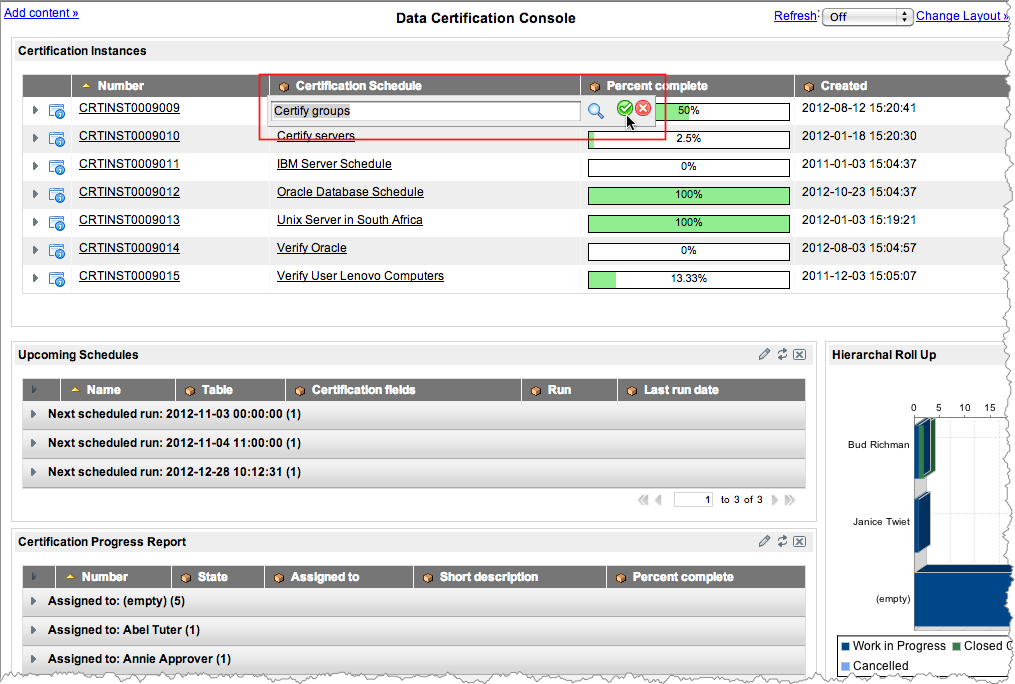 Add content »
Data Certification Console
Refresh: Off Change Layout »
Certification Instances
Number Certification Schedule Percent complete Created
CRTINST0009009 Certify groups 50% 2012-08-12 15:20:41
CRTINST0009010 Certify servers 2.5% 2012-01-18 15:20:30
CRTINST0009011 IBM Server Schedule 0% 2011-01-03 15:04:37
CRTINST0009012 Oracle Database Schedule 100% 2012-10-23 15:04:37
CRTINST0009013 Unix Server in South Africa 100% 2012-01-03 15:19:21
CRTINST0009014 Verify Oracle 0% 2012-08-03 15:04:57
CRTINST0009015 Verify User Lenovo Computers 13.33% 2011-12-03 15:05:07
Upcoming Schedules
Name Table Certification fields Run Last run date
Next scheduled run: 2012-11-03 00:00:00 (1)
Next scheduled run: 2012-11-04 11:00:00 (1)
Next scheduled run: 2012-12-28 10:12:31 (1)
1 to 3 of 3
Certification Progress Report
Number State Assigned to Short description Percent complete
Assigned to: (empty) (5)
Assigned to: Abel Tuter (1)
Assigned to: Annie Approver (1)
Hierarchal Roll Up
0 5 10 15
Bud Richman
Janice Twiet
(empty)
Work in Progress Closed
Cancelled